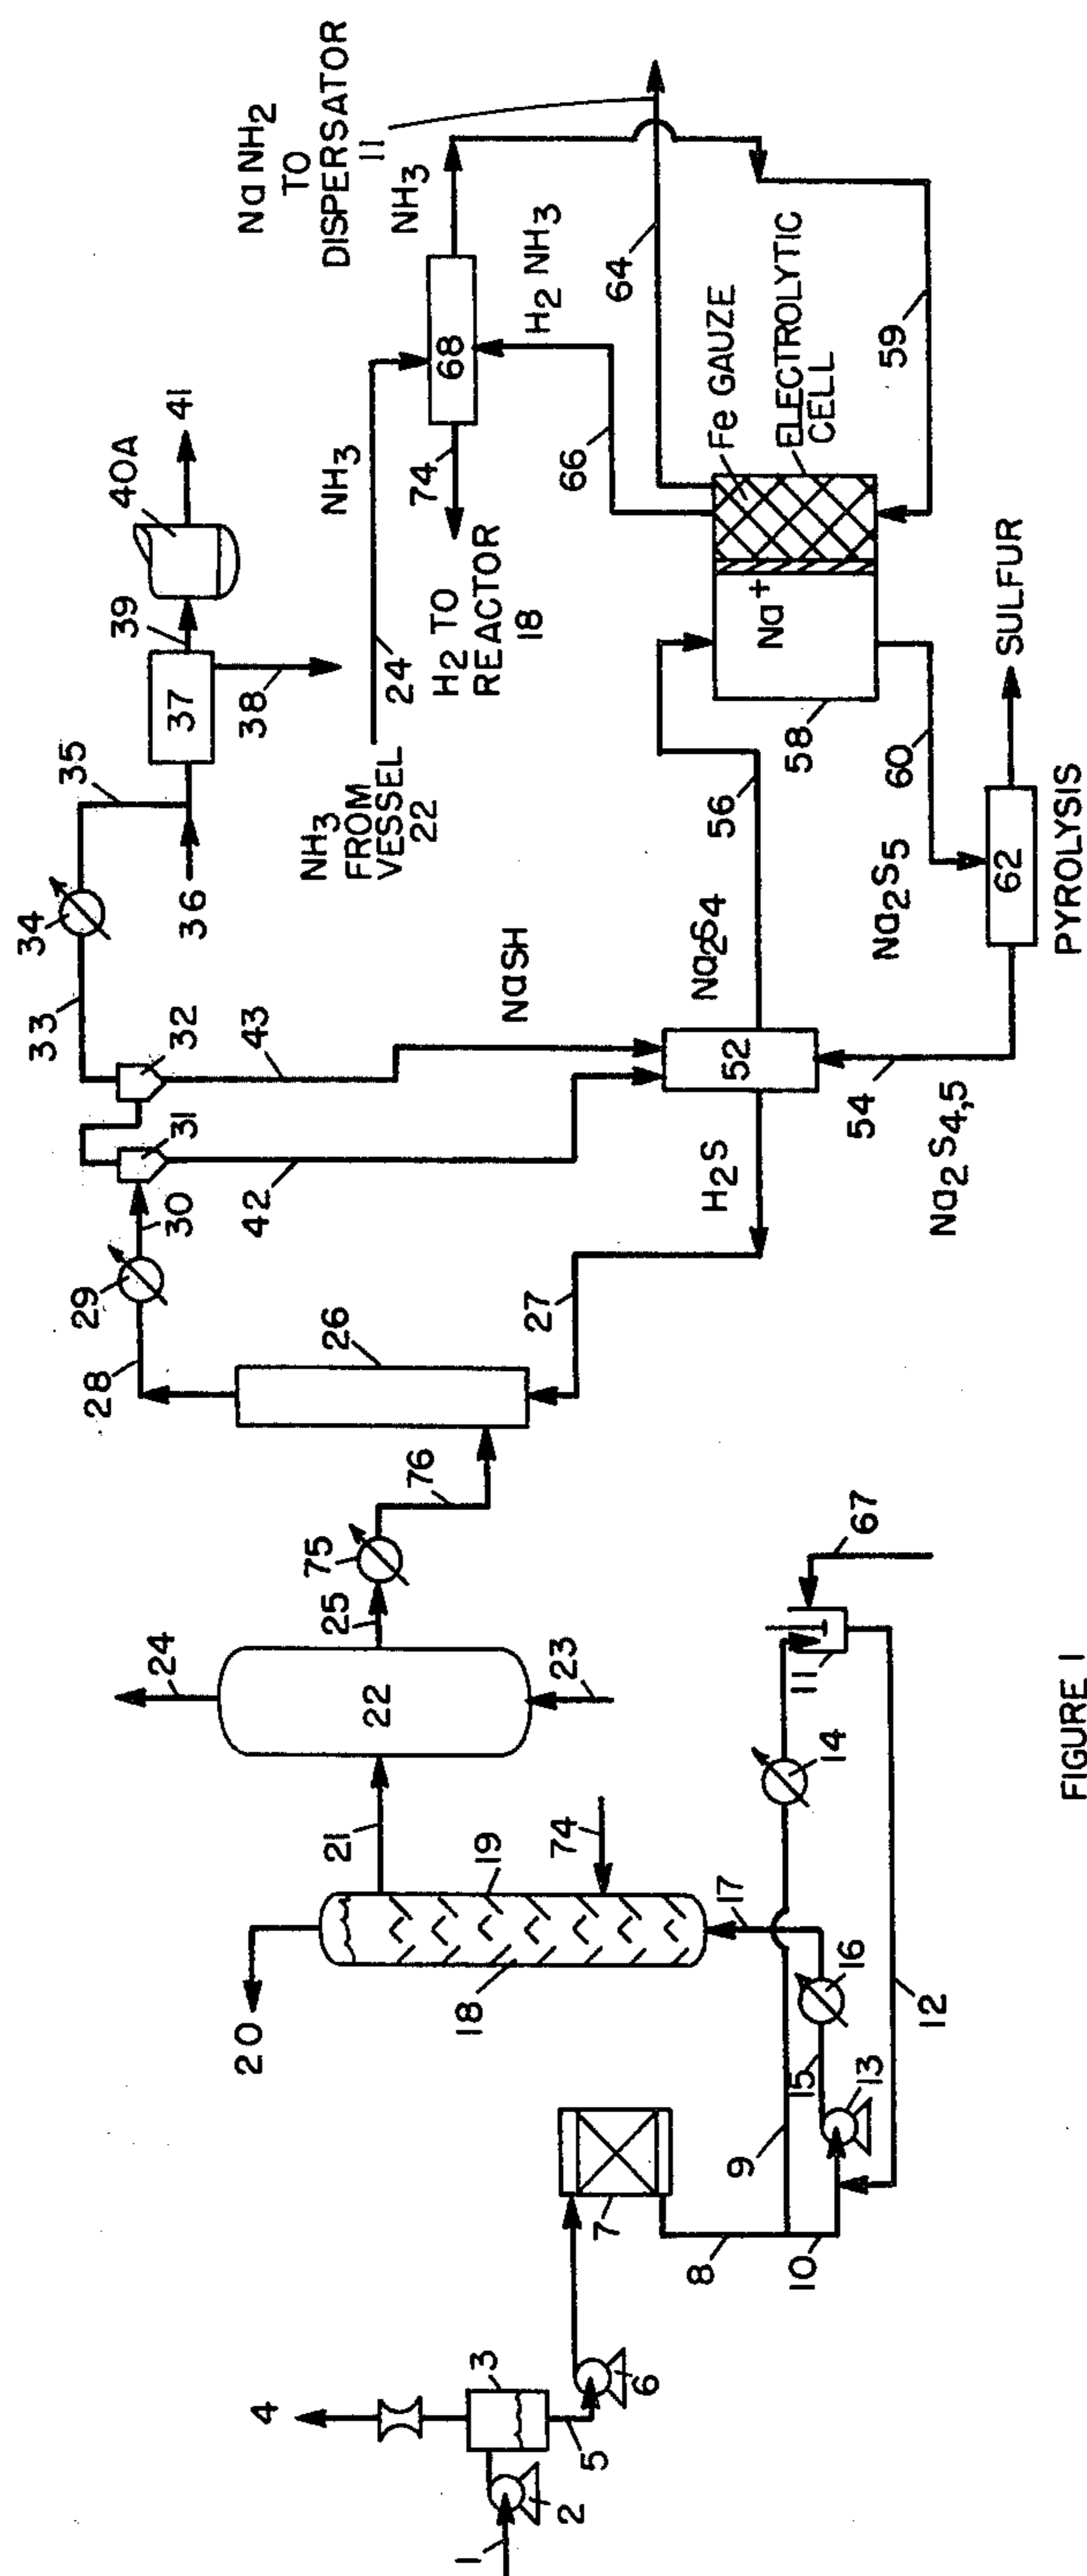 1
2
3
4
5
6
7
8
9
10
11
12
13
14
15
16
17
18
19
20
21
22
23
24
25
75
76
26
27
28
29
30
31
32
33
34
35
36
37
38
39
40A
41
42
43
NaSH
H2S
52
54
Na2S4,5
Na2S4
56
58
Na+
60
Na2S5
62
PYROLYSIS
SULFUR
Fe GAUZE
ELECTROLYTIC
CELL
59
64
66
H2 NH3
68
NH3
NH3
24
NH3
FROM
VESSEL
22
74
H2 TO
REACTOR
18
NaNH2
TO
DISPERSATOR
11
74
67
FIGURE 1